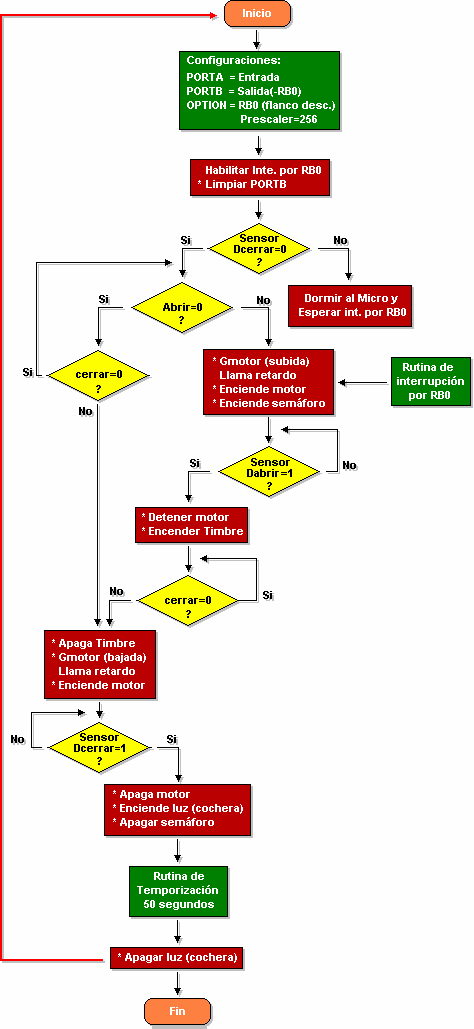 Inicio
Configuraciones:
PORTA = Entrada
PORTB = Salida(-RB0)
OPTION = RB0 (flanco desc.)
Prescaler=256
Habilitar Inte. por RB0
* Limpiar PORTB
Sensor
Dcerrar=0
?
Si
No
Dormir al Micro y
Esperar int. por RB0
Abrir=0
?
Si
No
cerrar=0
?
Si
No
* Gmotor (subida)
Llama retardo
* Enciende motor
* Enciende semáforo
Rutina de
interrupción
por RB0
Sensor
Dabrir=1
?
Si
No
* Detener motor
* Encender Timbre
cerrar=0
?
No
Si
* Apaga Timbre
* Gmotor (bajada)
Llama retardo
* Enciende motor
Sensor
Dcerrar=1
?
No
Si
* Apaga motor
* Enciende luz (cochera)
* Apagar semáforo
Rutina de
Temporización
50 segundos
* Apagar luz (cochera)
Fin